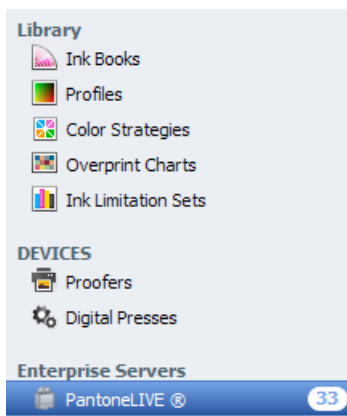 Library
Ink Books
Profiles
Color Strategies
Overprint Charts
Ink Limitation Sets
DEVICES
Proofers
Digital Presses
Enterprise Servers
PantoneLIVE ® 33